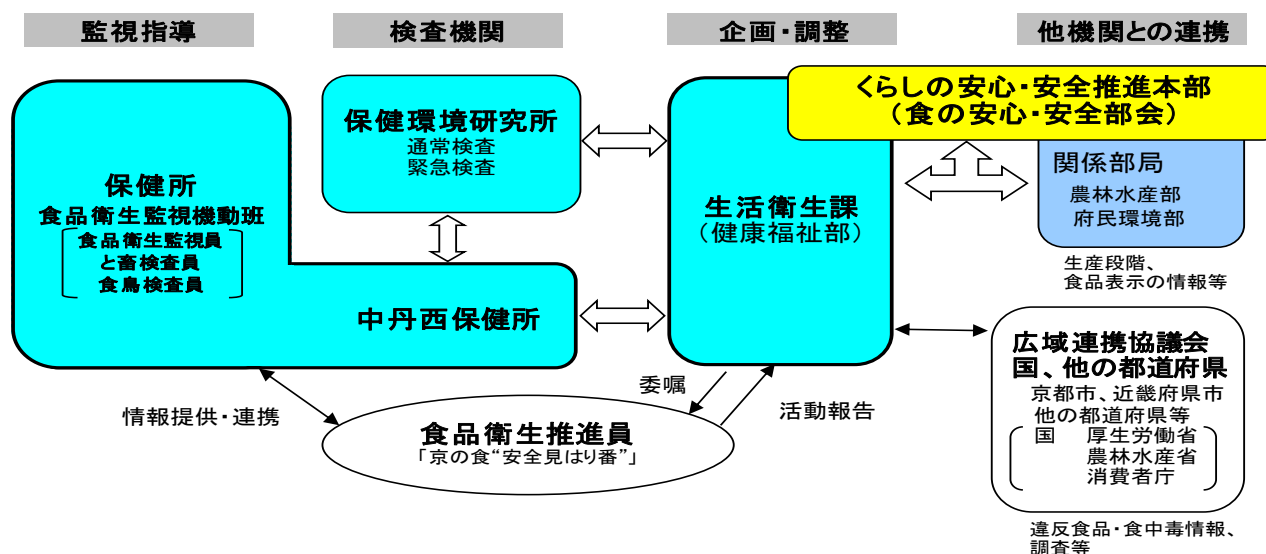 監視指導
検査機関
企画・調整
他機関との連携
保健所
食品衛生監視機動班
食品衛生監視員
と畜検査員
食鳥検査員
保健環境研究所
通常検査
緊急検査
中丹西保健所
生活衛生課
（健康福祉部）
くらしの安心・安全推進本部
（食の安心・安全部会）
関係部局
農林水産部
府民環境部
生産段階、
食品表示の情報等
広域連携協議会
国、他の都道府県
京都市、近畿府県市
他の都道府県等
国　厚生労働省
農林水産省
消費者庁
違反食品・食中毒情報、
調査等
情報提供・連携
委嘱
活動報告
食品衛生推進員
「京の食“安全見はり番”」